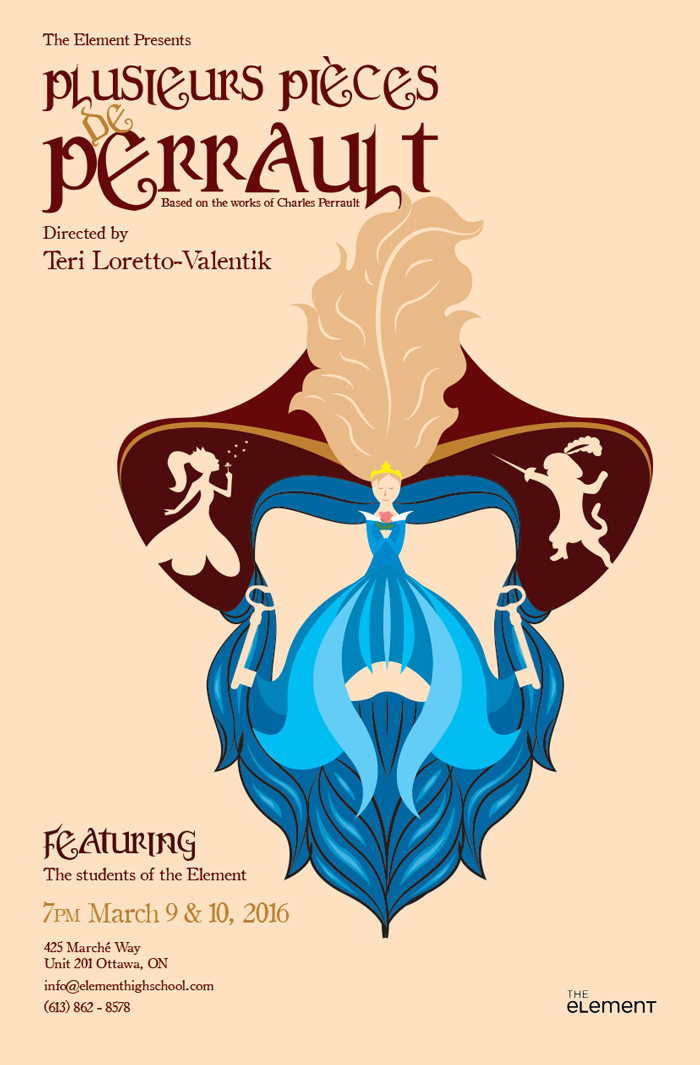 The Element Presents
PLUSIEURS PIÈCES
DE
PERRAULT
Based on the works of Charles Perrault
Directed by
Teri Loretto-Valentik
FEATURING
The students of the Element
7PM March 9 & 10, 2016
425 Marché Way
Unit 201 Ottawa, ON
info@elementhighschool.com
(613) 862 - 8578
THE
eLement